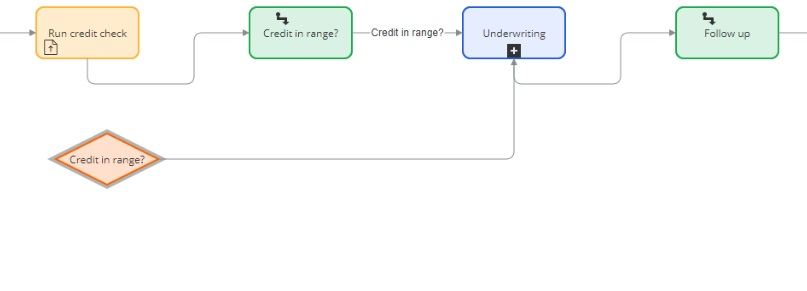 Run credit check
Credit in range?
Credit in range?
Underwriting
Follow up
Credit in range?